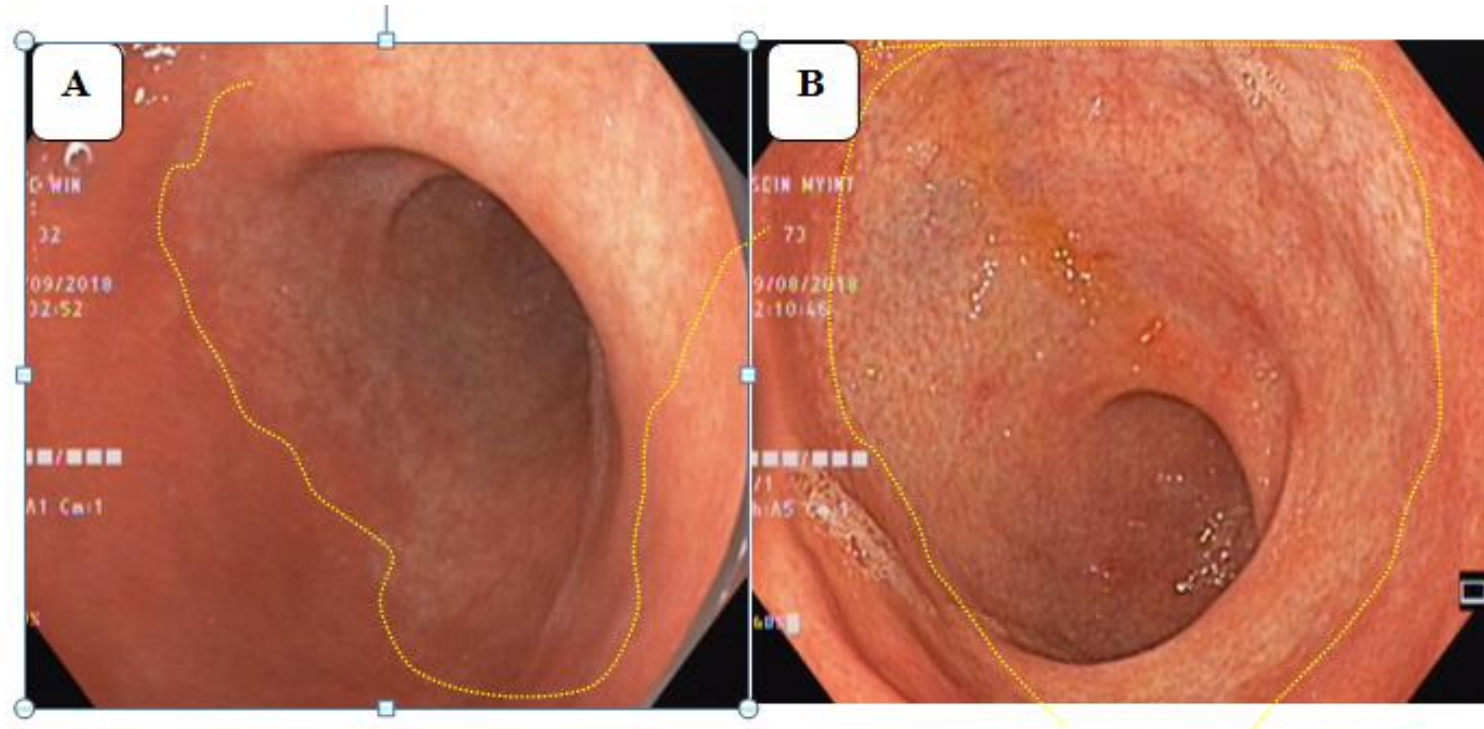 A
WIN
32
/09/2018
02:52
A1 Cm:1
B
SEIN MYINT
73
9/08/2018
2:10:46
/1
h:A5 Cm:1